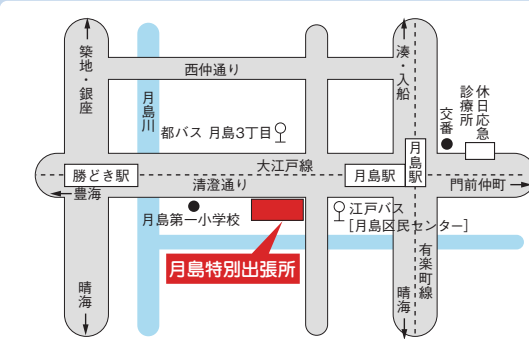 築地・銀座
湊・入船
西仲通り
月島川
休日応急
診療所
交番
都バス 月島3丁目
大江戸線
月島駅
勝どき駅
清澄通り
月島駅
門前仲町
豊海
月島第一小学校
江戸バス
[月島区民センター]
月島特別出張所
有楽町線
晴海
晴海